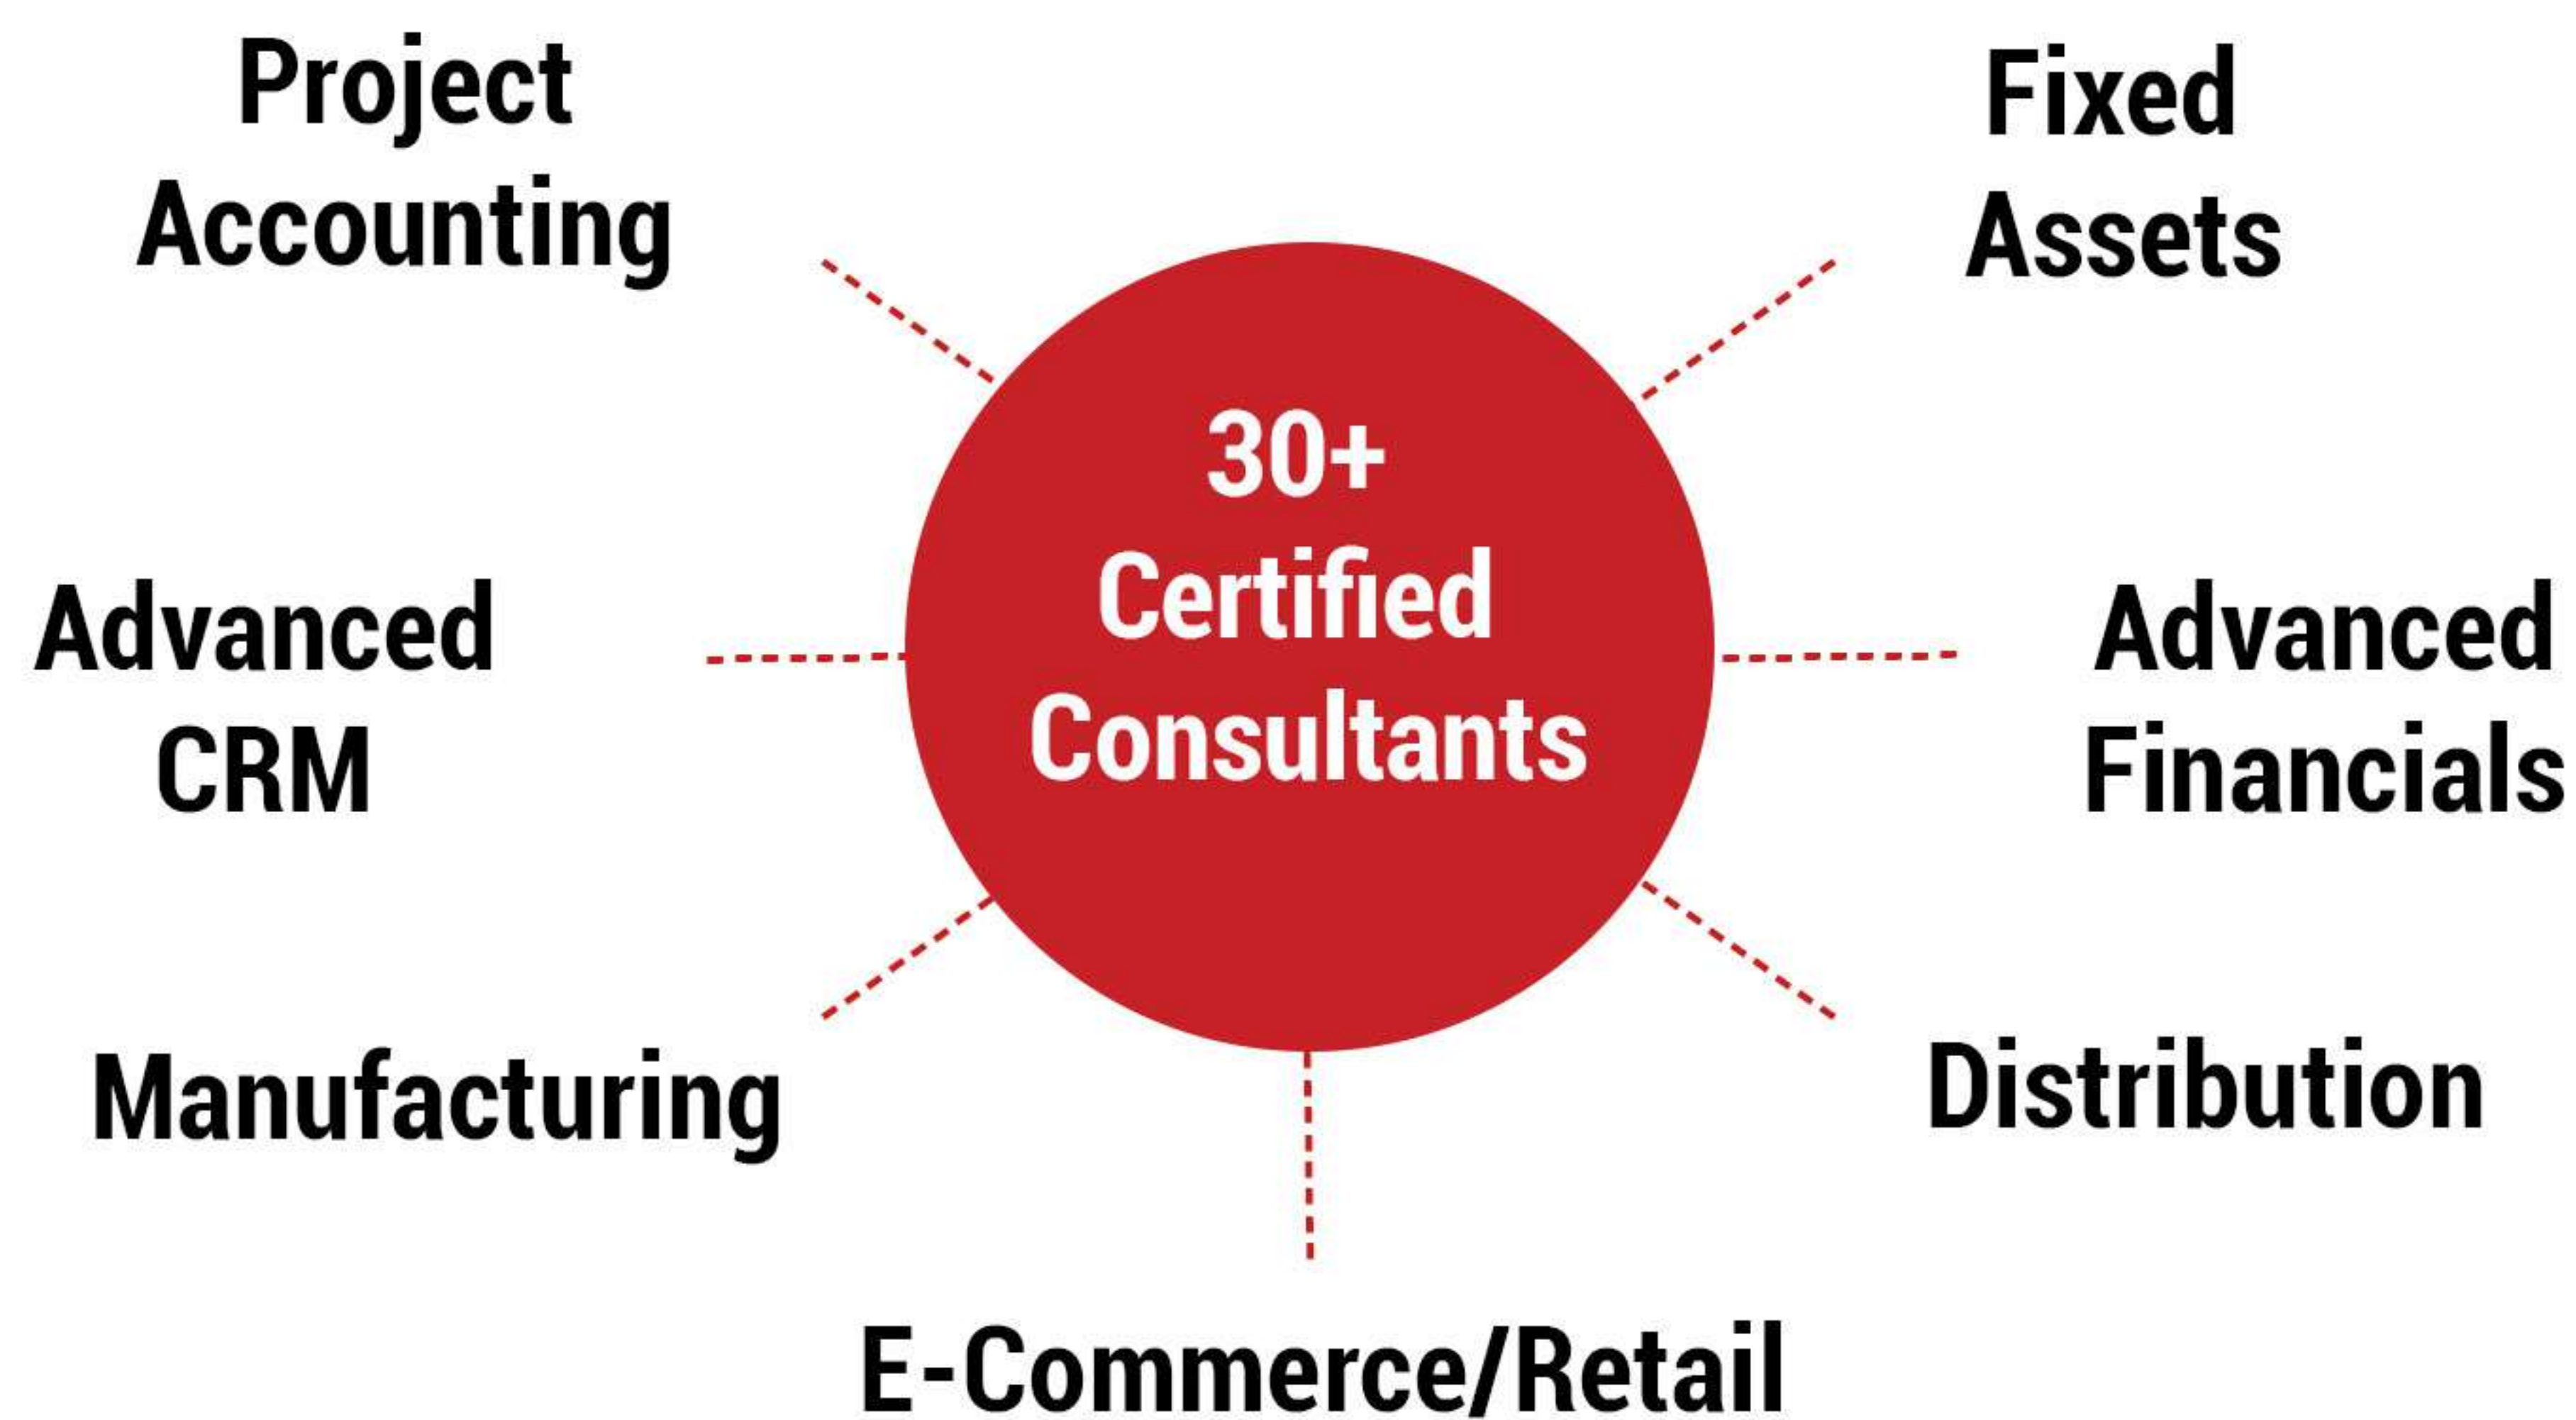 Project
Accounting
Fixed
Assets
30+
Certified
Consultants
Advanced
CRM
Advanced
Financials
Manufacturing
Distribution
E-Commerce/Retail